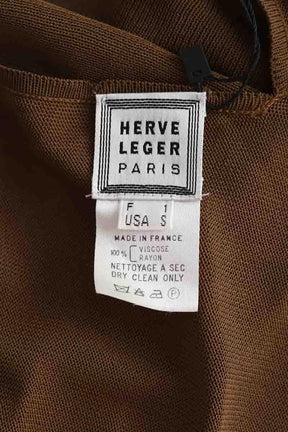 HERVE
LEGER
PARIS
F 1
USA S
MADE IN FRANCE
100% VISCOSE
RAYON
NETTOYAGE A SEC
DRY CLEAN ONLY
P